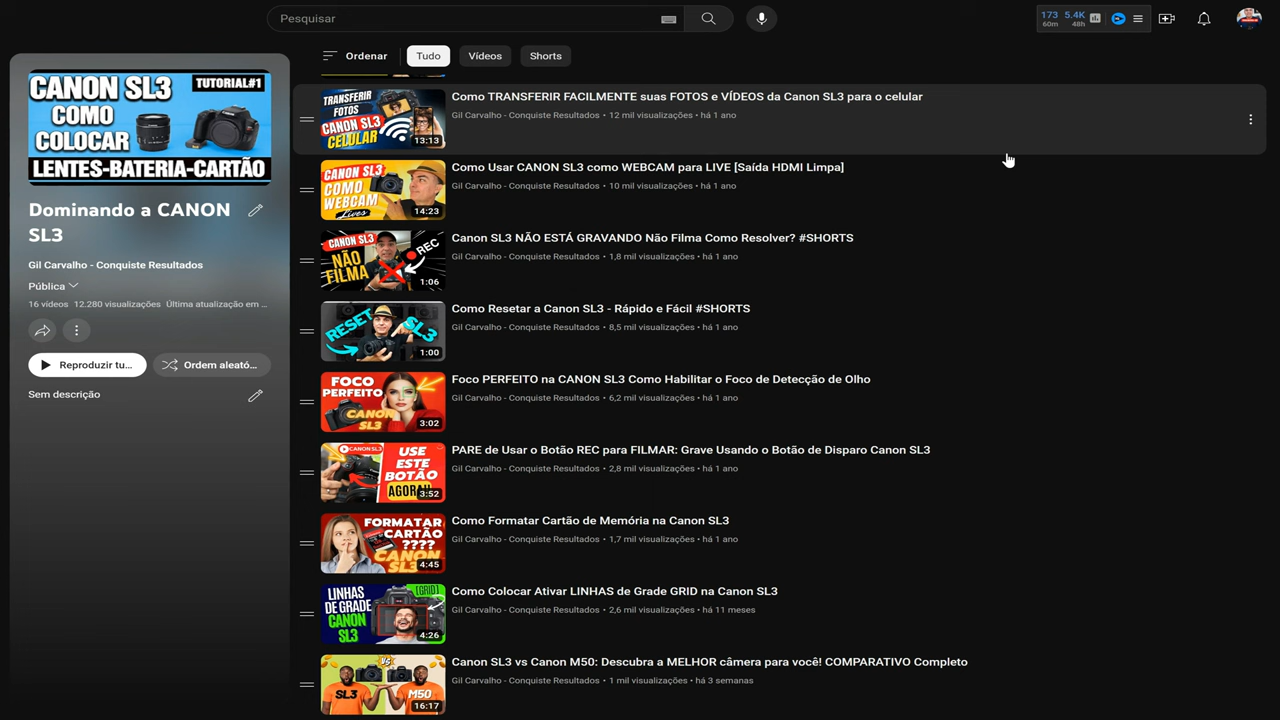 Pesquisar
173
60m
5.4K
48h
CANON SL3
TUTORIAL#1
COMO
COLOCAR
LENTES-BATERIA-CARTÃO
Dominando a CANON
SL3
Gil Carvalho - Conquiste Resultados
Pública
16 vídeos 12.280 visualizações Última atualização em ...
Reproduzir tu...
Ordem aleató...
Sem descrição
Ordenar
Tudo
Vídeos
Shorts
TRANSFERIR
FOTOS
CANON SL3
CELULAR
13:13
Como TRANSFERIR FACILMENTE suas FOTOS e VÍDEOS da Canon SL3 para o celular
Gil Carvalho - Conquiste Resultados • 12 mil visualizações • há 1 ano
CANON SL3
COMO
WEBCAM
Lives
14:23
Como Usar CANON SL3 como WEBCAM para LIVE [Saída HDMI Limpa]
Gil Carvalho - Conquiste Resultados • 10 mil visualizações • há 1 ano
CANON SL3
REC
NÃO
FILMA
1:06
Canon SL3 NÃO ESTÁ GRAVANDO Não Filma Como Resolver? #SHORTS
Gil Carvalho - Conquiste Resultados • 1,8 mil visualizações • há 1 ano
RESET
SL3
1:00
Como Resetar a Canon SL3 - Rápido e Fácil #SHORTS
Gil Carvalho - Conquiste Resultados • 8,5 mil visualizações • há 1 ano
FOCO
PERFEITO
CANON
SL3
3:02
Foco PERFEITO na CANON SL3 Como Habilitar o Foco de Detecção de Olho
Gil Carvalho - Conquiste Resultados • 6,2 mil visualizações • há 1 ano
CANON SL3
USE
ESTE
BOTÃO
AGORA!
3:52
PARE de Usar o Botão REC para FILMAR: Grave Usando o Botão de Disparo Canon SL3
Gil Carvalho - Conquiste Resultados • 2,8 mil visualizações • há 1 ano
FORMATAR
CARTÃO
????
CANON
SL3
4:45
Como Formatar Cartão de Memória na Canon SL3
Gil Carvalho - Conquiste Resultados • 1,7 mil visualizações • há 1 ano
LINHAS
DE GRADE
CANON
SL3
[GRID]
4:26
Como Colocar Ativar LINHAS de Grade GRID na Canon SL3
Gil Carvalho - Conquiste Resultados • 2,6 mil visualizações • há 11 meses
VS
SL3
M50
16:17
Canon SL3 vs Canon M50: Descubra a MELHOR câmera para você! COMPARATIVO Completo
Gil Carvalho - Conquiste Resultados • 1 mil visualizações • há 3 semanas